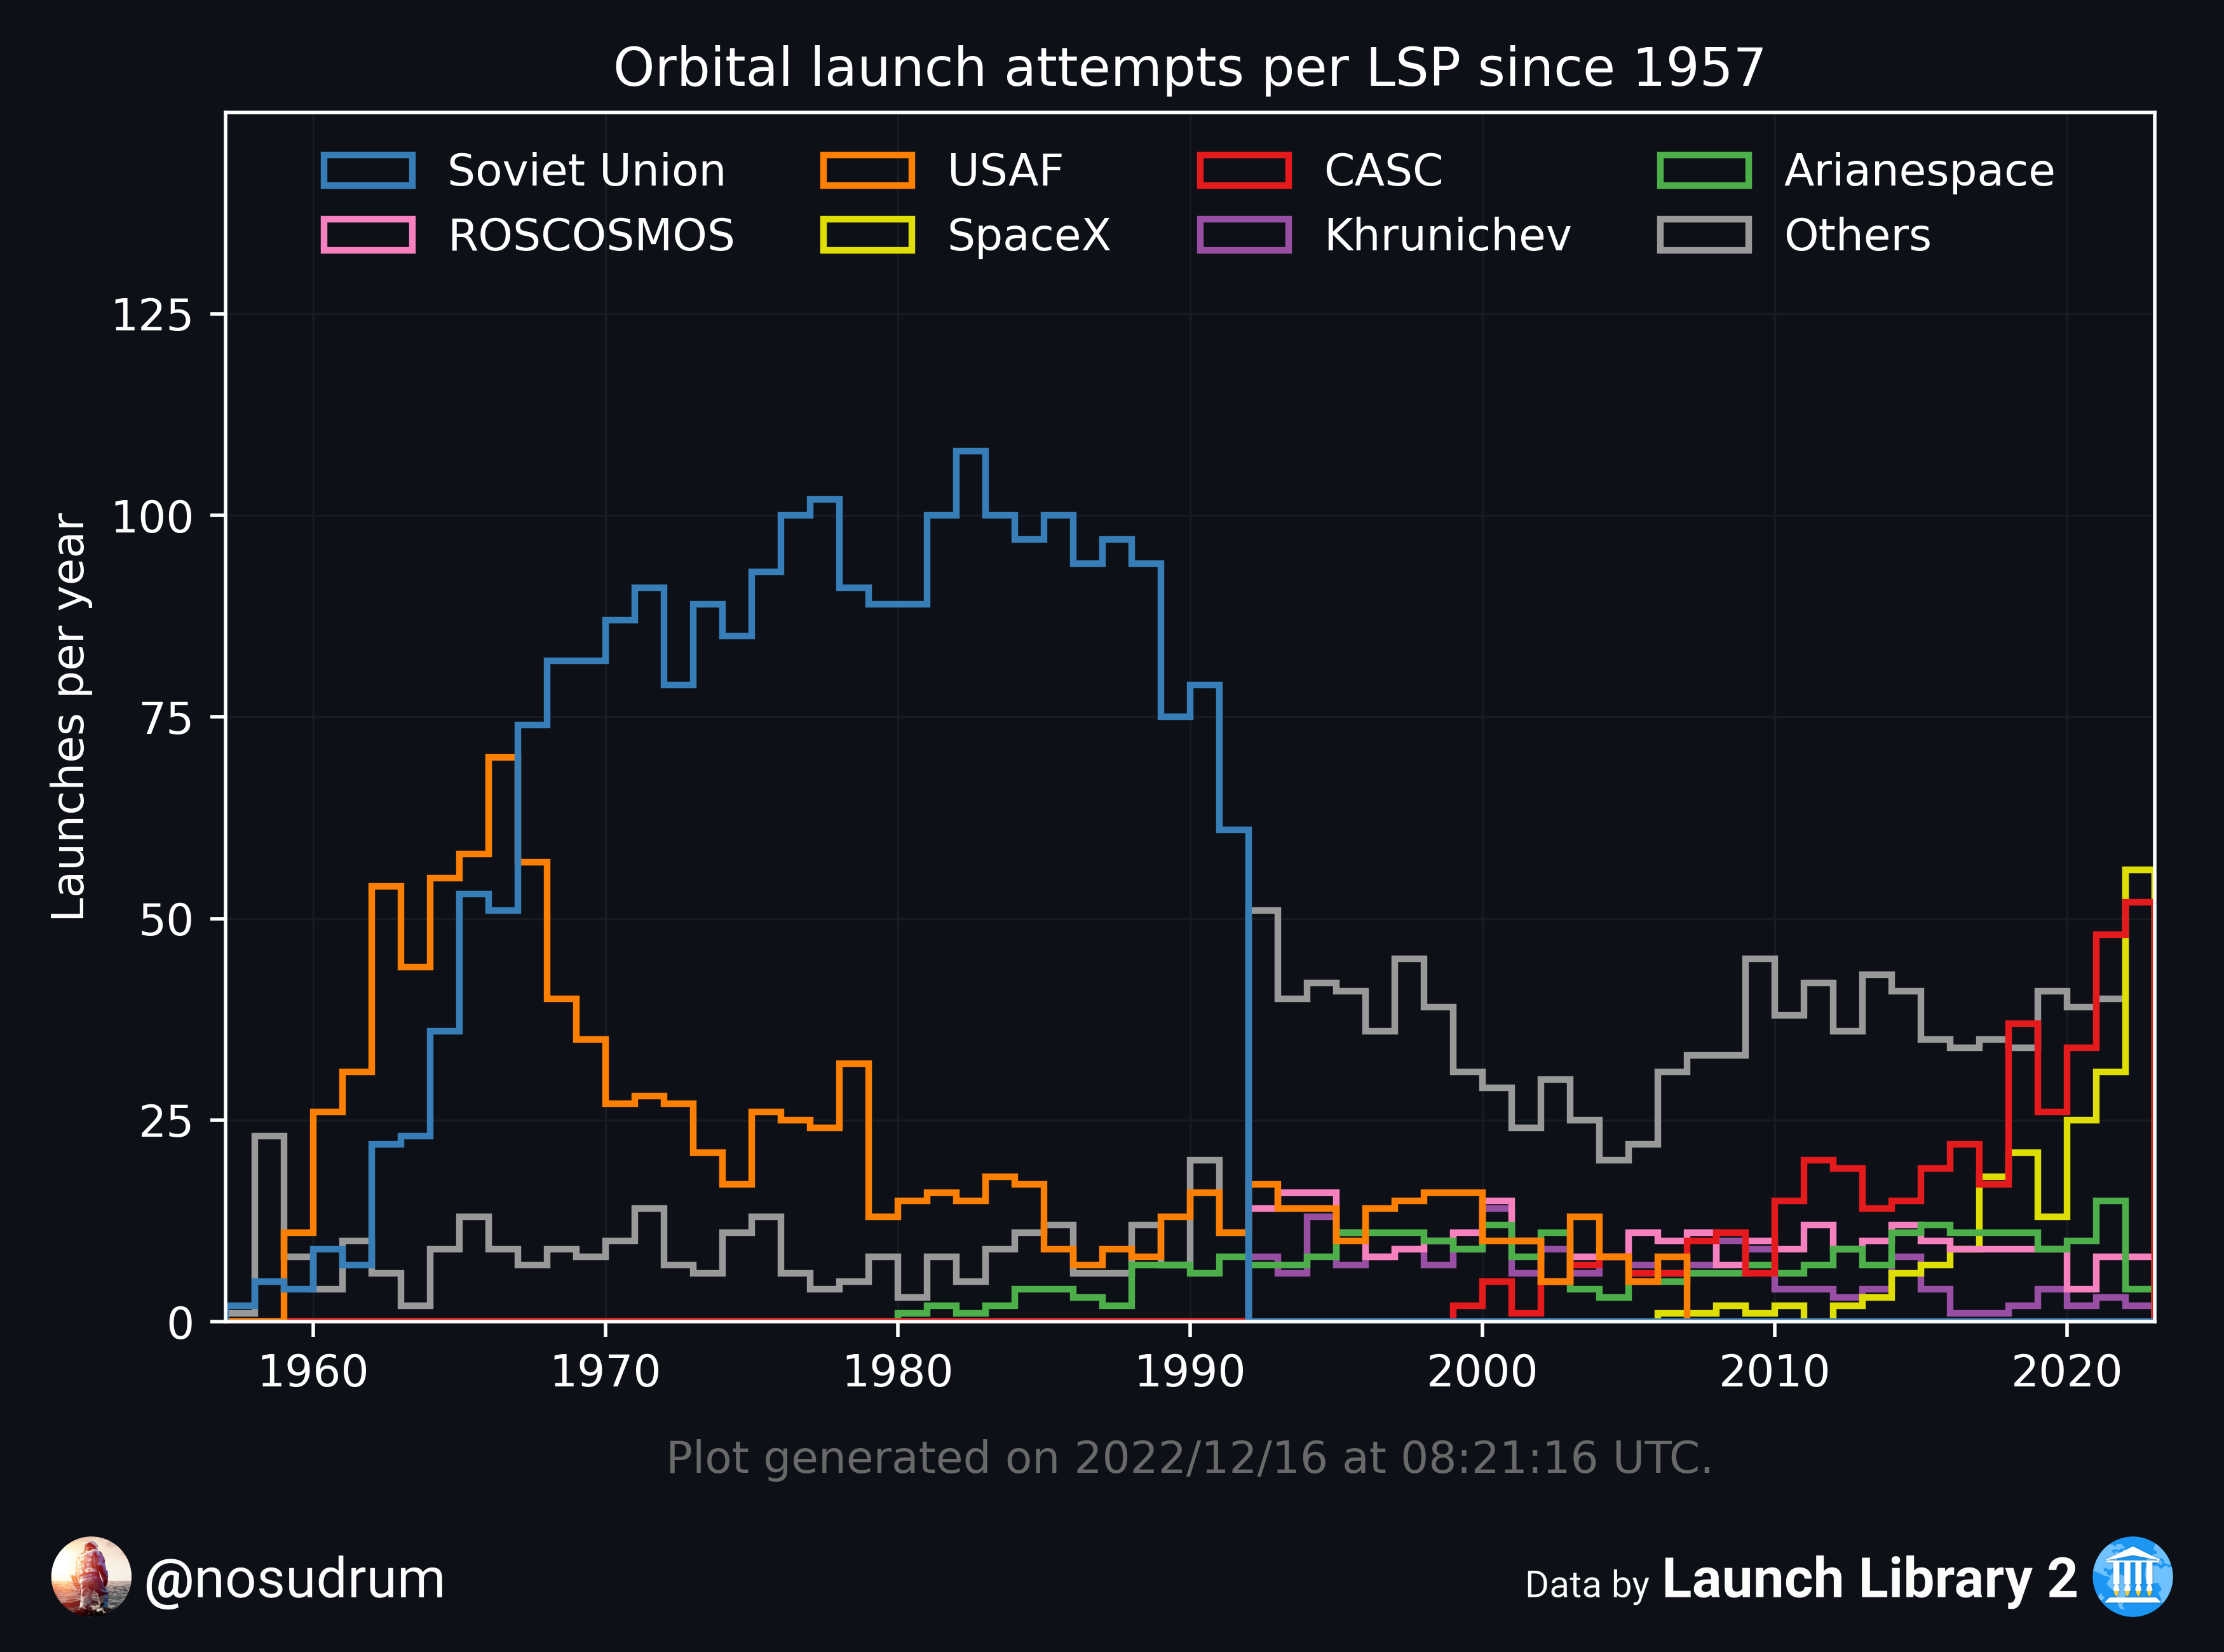 Orbital launch attempts per LSP since 1957
Soviet Union USAF CASC Arianespace
ROSCOSMOS SpaceX Khrunichev Others
Launches per year
125
100
75
50
25
0
1960 1970 1980 1990 2000 2010 2020
Plot generated on 2022/12/16 at 08:21:16 UTC.
@nosudrum
Data by Launch Library 2